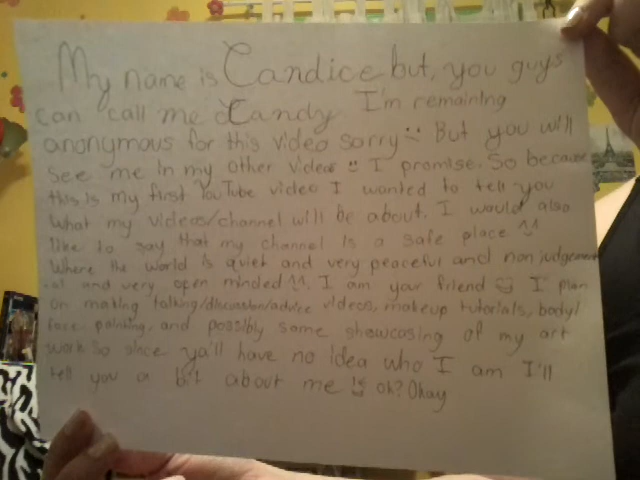 My name is Candice but, you guys
can call me Candy. I'm remaining
anonymous for this video sorry :( But you will
see me in my other videos :) I promise. So because
this is my first YouTube video I wanted to tell you
what my videos/channel will be about. I would also
like to say that my channel is a safe place ^^
Where the world is quiet and very peaceful and non judgement
-al and very open minded ^^. I am your friend :) I plan
on making talking/discussion/advice videos, makeup tutorials, body/
face painting, and possibly some showcasing of my art
work. So since ya'll have no idea who I am I'll
tell you a bit about me :) ok? Okay